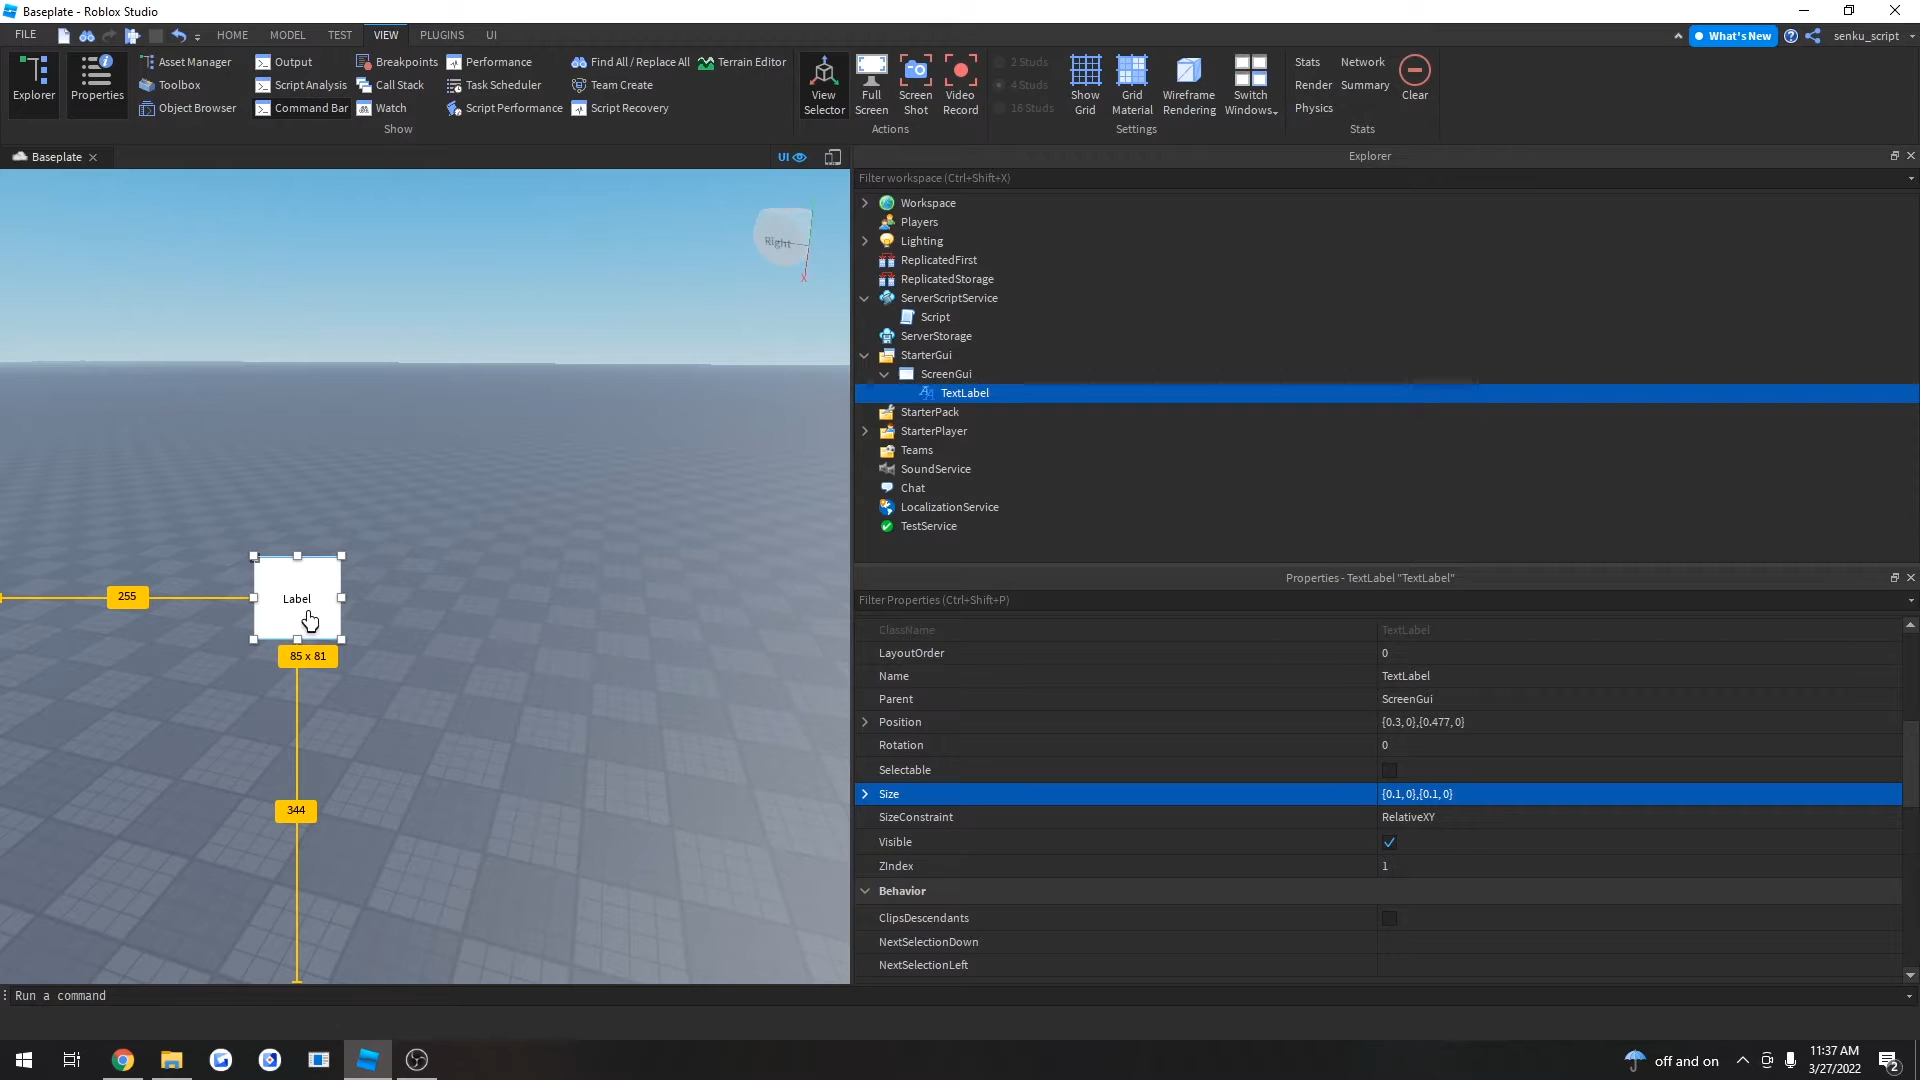 Baseplate - Roblox Studio
FILE HOME MODEL TEST VIEW PLUGINS UI What's New senku_script
Explorer
Properties
Asset Manager
Toolbox
Object Browser
Output
Script Analysis
Command Bar
Breakpoints
Call Stack
Watch
Performance
Task Scheduler
Script Performance
Find All / Replace All
Team Create
Script Recovery
Terrain Editor
Show
View Selector
Full Screen
Screen Shot
Video Record
Actions
2 Studs
4 Studs
16 Studs
Show Grid
Grid Material
Wireframe Rendering
Switch Windows
Settings
Stats
Render
Physics
Network
Summary
Clear
Stats
Baseplate
UI
Right
X
Label
255
85 x 81
344
Explorer
Filter workspace (Ctrl+Shift+X)
Workspace
Players
Lighting
ReplicatedFirst
ReplicatedStorage
ServerScriptService
Script
ServerStorage
StarterGui
ScreenGui
TextLabel
StarterPack
StarterPlayer
Teams
SoundService
Chat
LocalizationService
TestService
Properties - TextLabel "TextLabel"
Filter Properties (Ctrl+Shift+P)
ClassName TextLabel
LayoutOrder 0
Name TextLabel
Parent ScreenGui
Position {0.3, 0},{0.477, 0}
Rotation 0
Selectable
Size {0.1, 0},{0.1, 0}
SizeConstraint RelativeXY
Visible
ZIndex 1
Behavior
ClipsDescendants
NextSelectionDown
NextSelectionLeft
Run a command
off and on
11:37 AM
3/27/2022
2